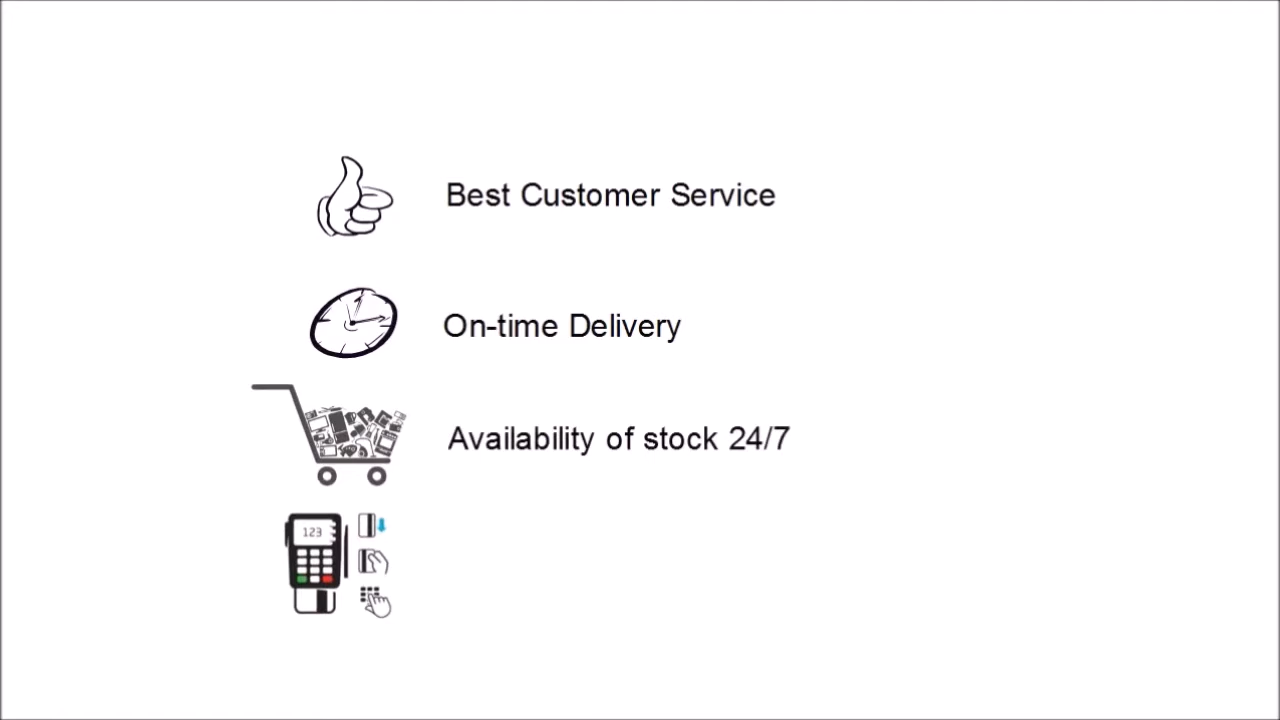 Best Customer Service
On-time Delivery
Availability of stock 24/7
123